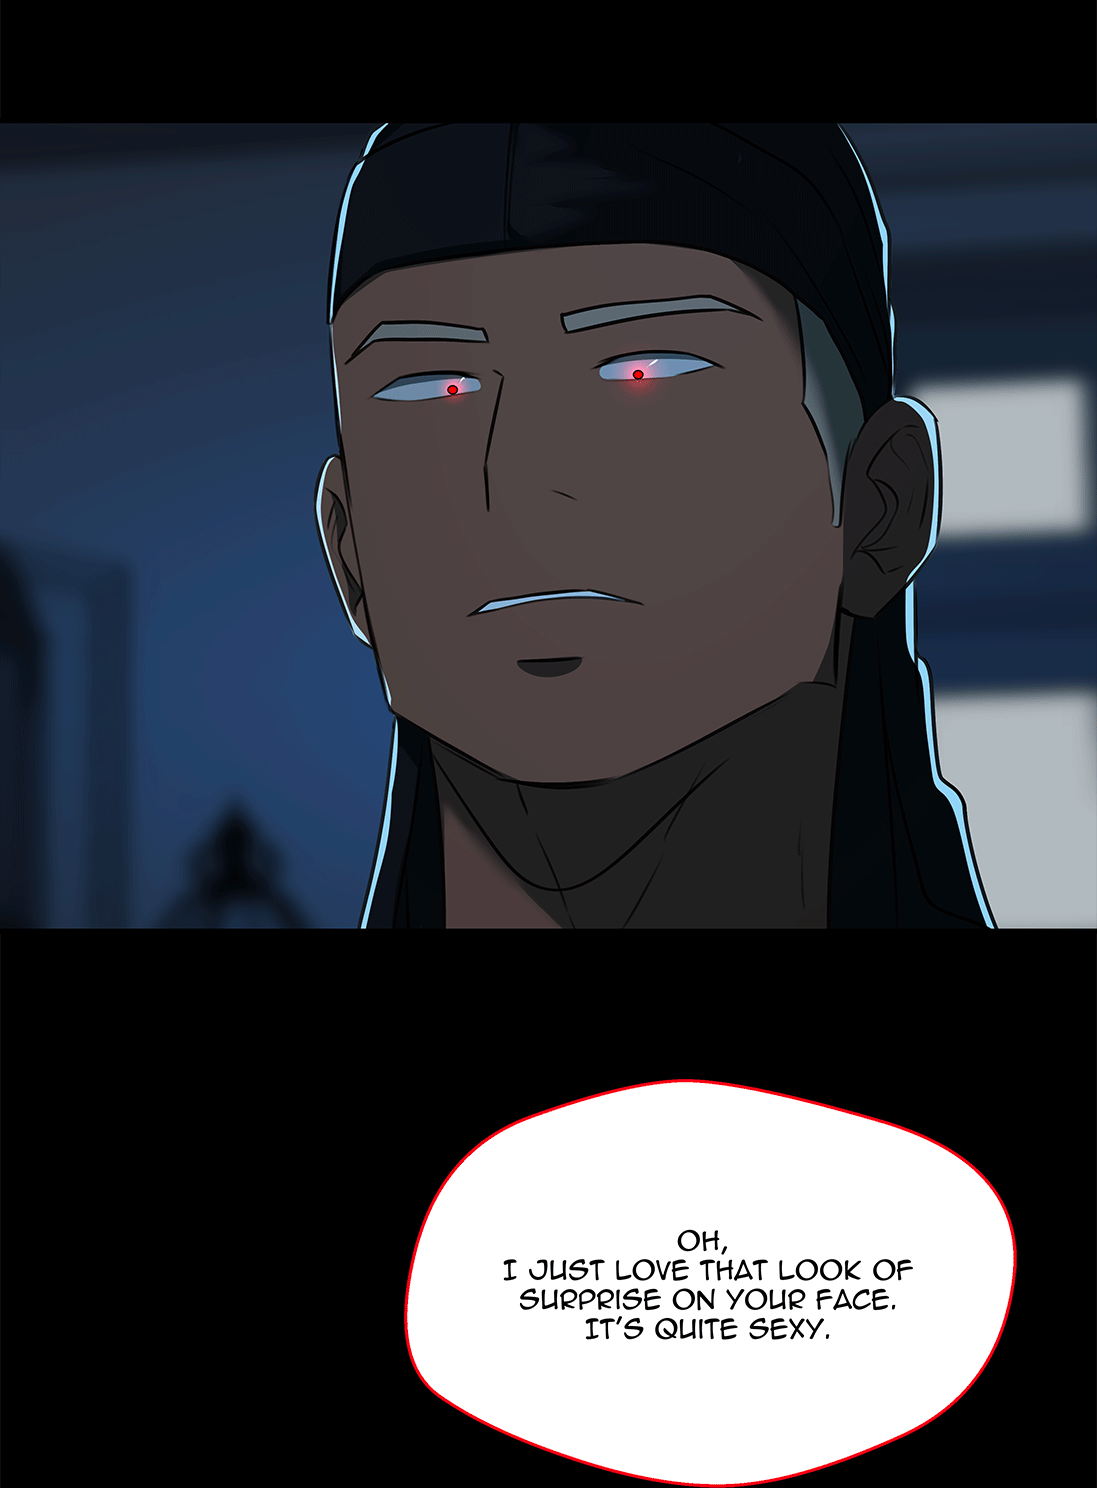 OH,
I JUST LOVE THAT LOOK OF
SURPRISE ON YOUR FACE.
IT'S QUITE SEXY.